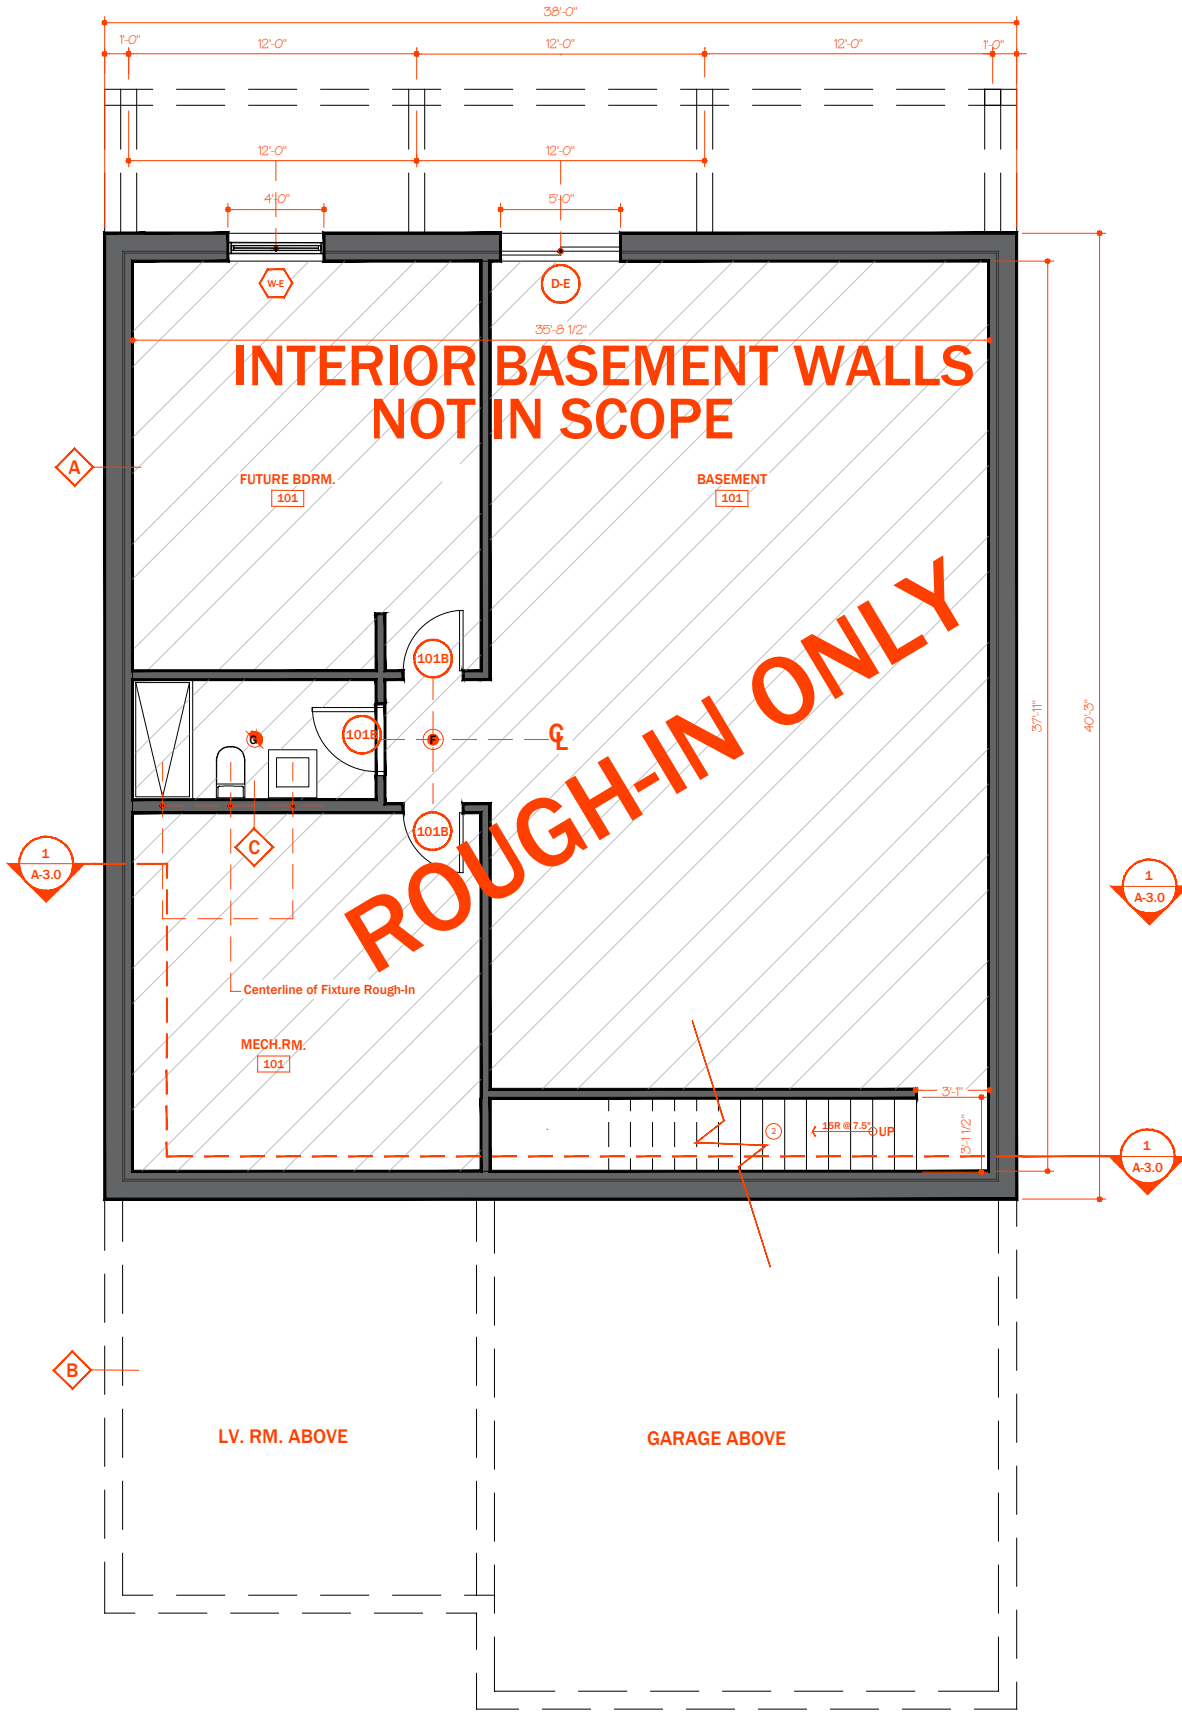 38'-0"
1'-0"
12'-0"
12'-0"
12'-0"
1'-0"
12'-0"
12'-0"
4'-0"
5'-0"
W-E
D-E
35'-8 1/2"
INTERIOR BASEMENT WALLS
NOT IN SCOPE
A
FUTURE BDRM.
101
BASEMENT
101
ROUGH-IN ONLY
101B
G
101B
F
CL
37'-11"
40'-3"
101B
C
1
A-3.0
1
A-3.0
Centerline of Fixture Rough-In
MECH.RM.
101
3'-1"
2
15R @ 7.5"
UP
3'-1 1/2"
1
A-3.0
B
LV. RM. ABOVE
GARAGE ABOVE